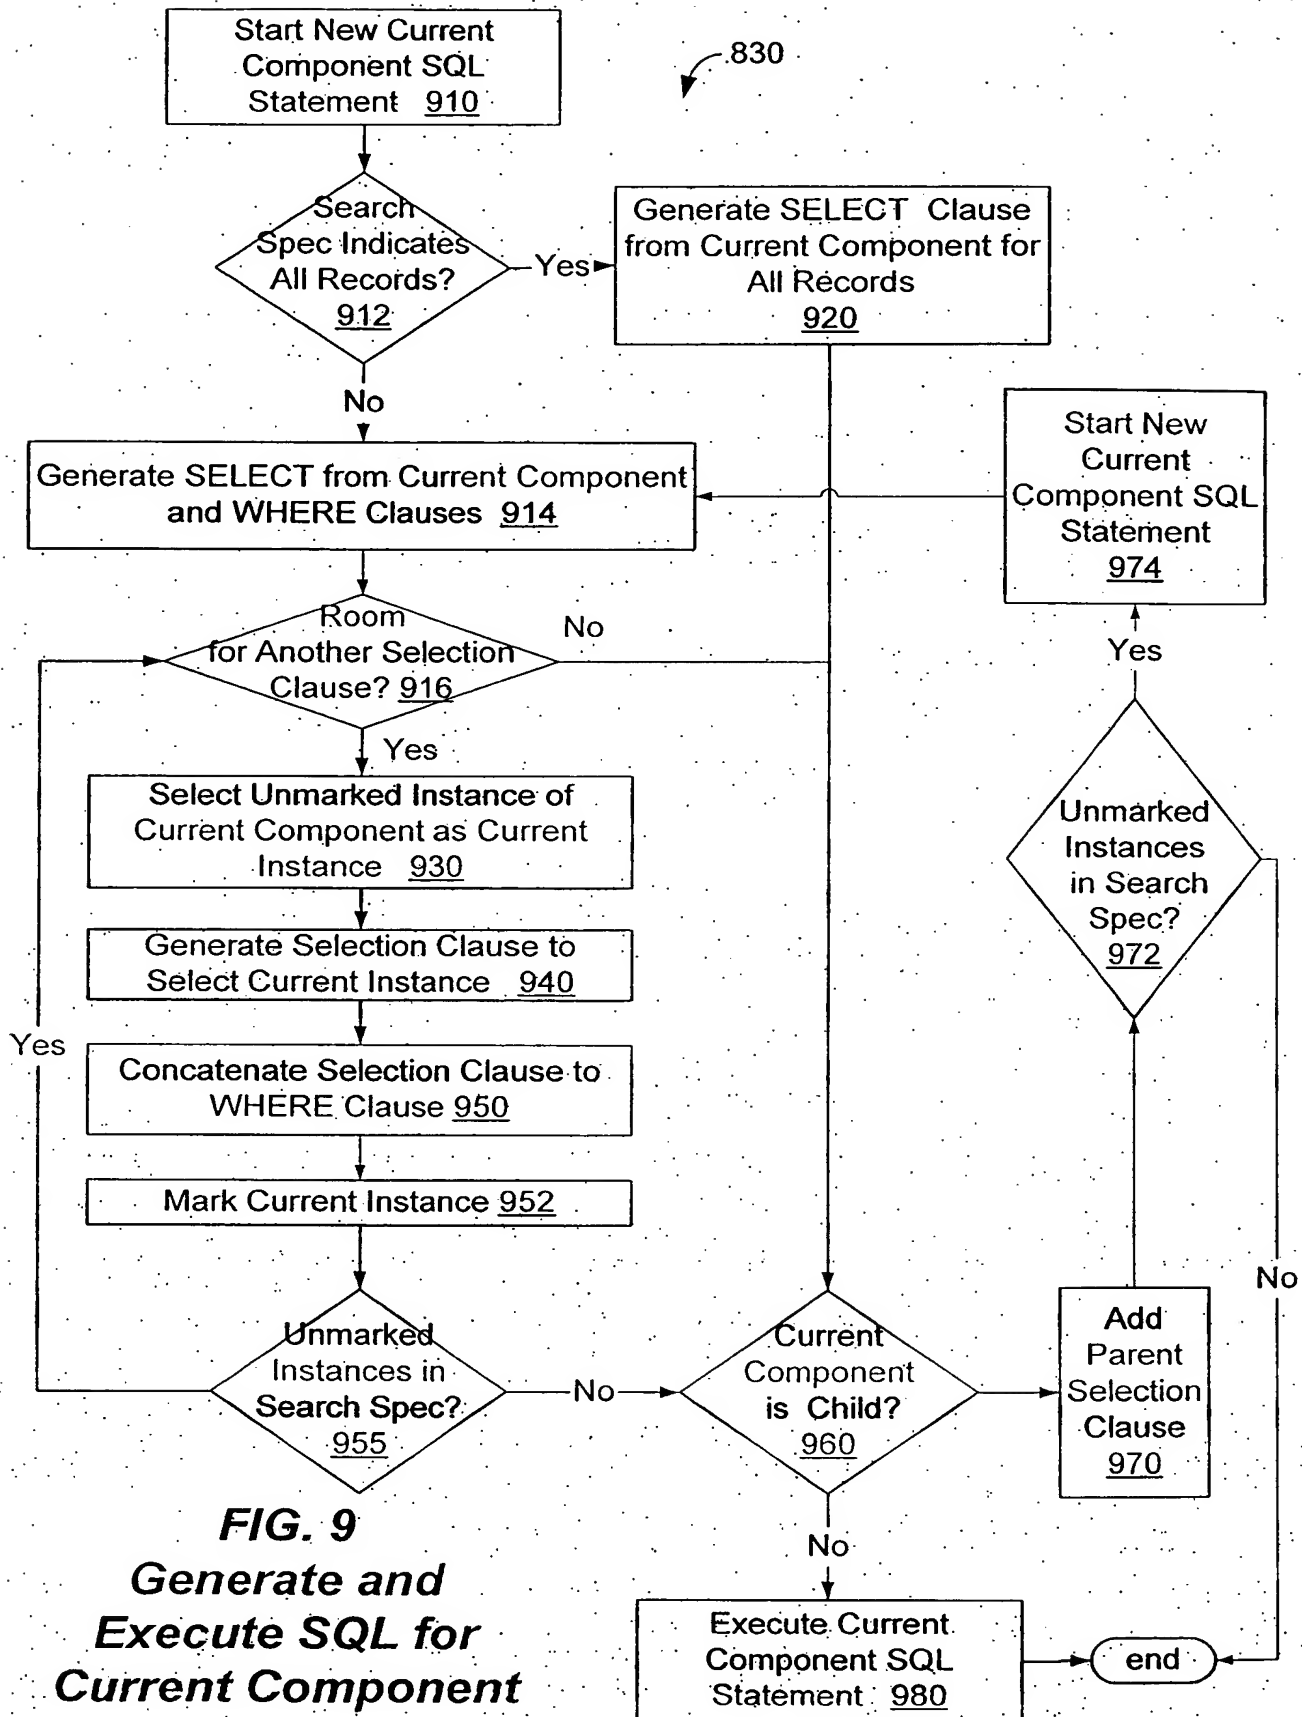 Start New Current
Component SQL
Statement 910
830
Search
Spec Indicates
All Records?
912
Yes
Generate SELECT Clause
from Current Component for
All Records
920
No
Generate SELECT from Current Component
and WHERE Clauses 914
Start New
Current
Component SQL
Statement
974
Room
for Another Selection
Clause? 916
No
Yes
Yes
Select Unmarked Instance of
Current Component as Current
Instance 930
Unmarked
Instances
in Search
Spec?
972
Generate Selection Clause to
Select Current Instance 940
Yes
Concatenate Selection Clause to
WHERE Clause 950
Mark Current Instance 952
No
Unmarked
Instances in
Search Spec?
955
No
Current
Component
is Child?
960
Add
Parent
Selection
Clause
970
No
Execute Current
Component SQL
Statement 980
end
FIG. 9
Generate and
Execute SQL for
Current Component